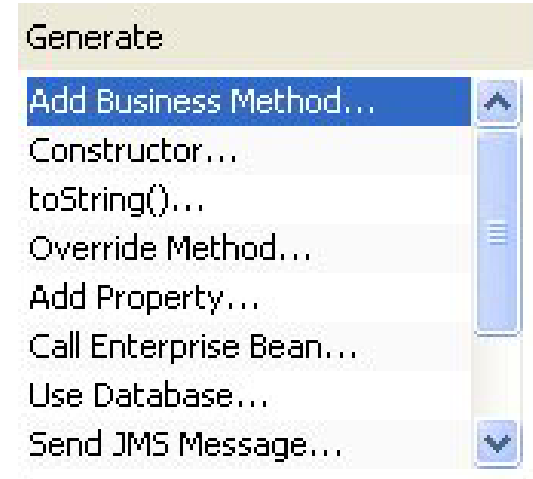 Generate
Add Business Method...
Constructor...
toString()...
Override Method...
Add Property...
Call Enterprise Bean...
Use Database...
Send JMS Message...